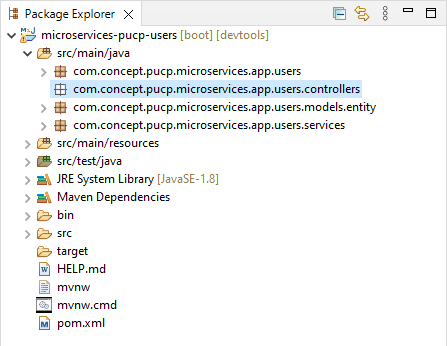 Package Explorer
microservices-pucp-users [boot] [devtools]
src/main/java
com.concept.pucp.microservices.app.users
com.concept.pucp.microservices.app.users.controllers
com.concept.pucp.microservices.app.users.models.entity
com.concept.pucp.microservices.app.users.services
src/main/resources
src/test/java
JRE System Library [JavaSE-1.8]
Maven Dependencies
bin
src
target
HELP.md
mvnw
mvnw.cmd
pom.xml